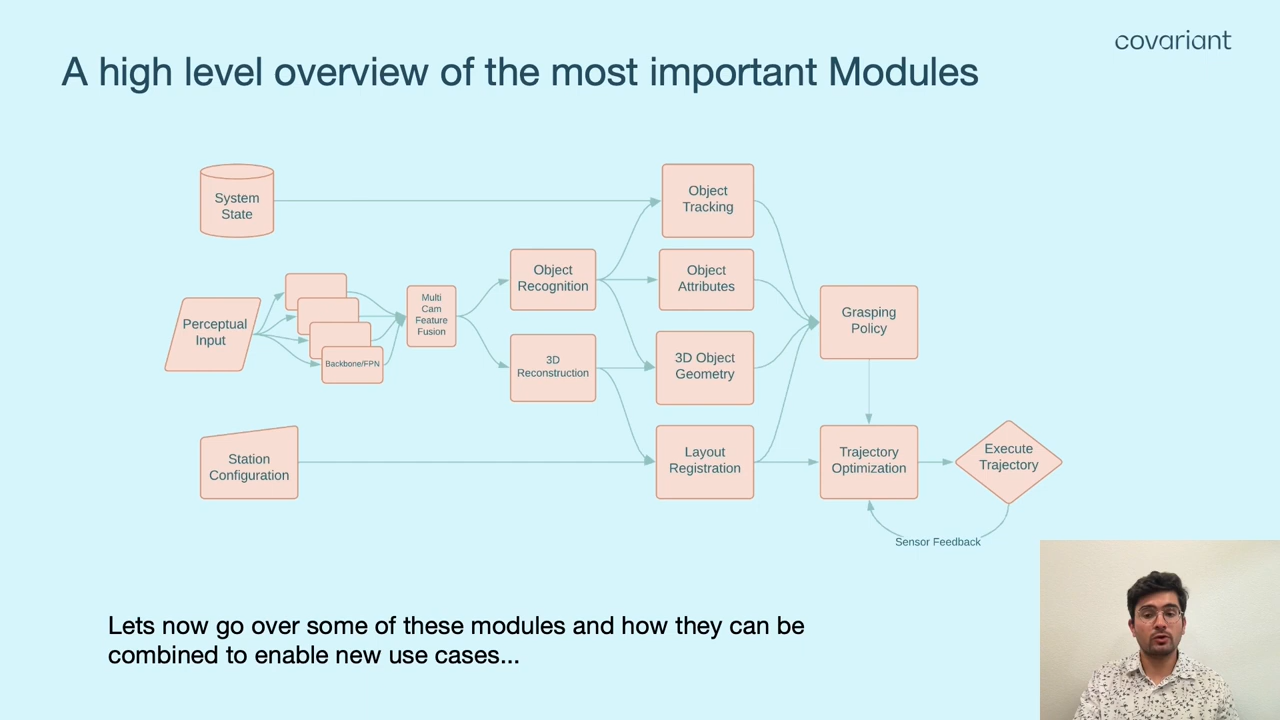 covariant
A high level overview of the most important Modules
System
State
Object
Tracking
Object
Recognition
Object
Attributes
Perceptual
Input
Backbone/FPN
Multi
Cam
Feature
Fusion
Grasping
Policy
3D
Reconstruction
3D Object
Geometry
Station
Configuration
Layout
Registration
Trajectory
Optimization
Execute
Trajectory
Sensor Feedback
Lets now go over some of these modules and how they can be
combined to enable new use cases...